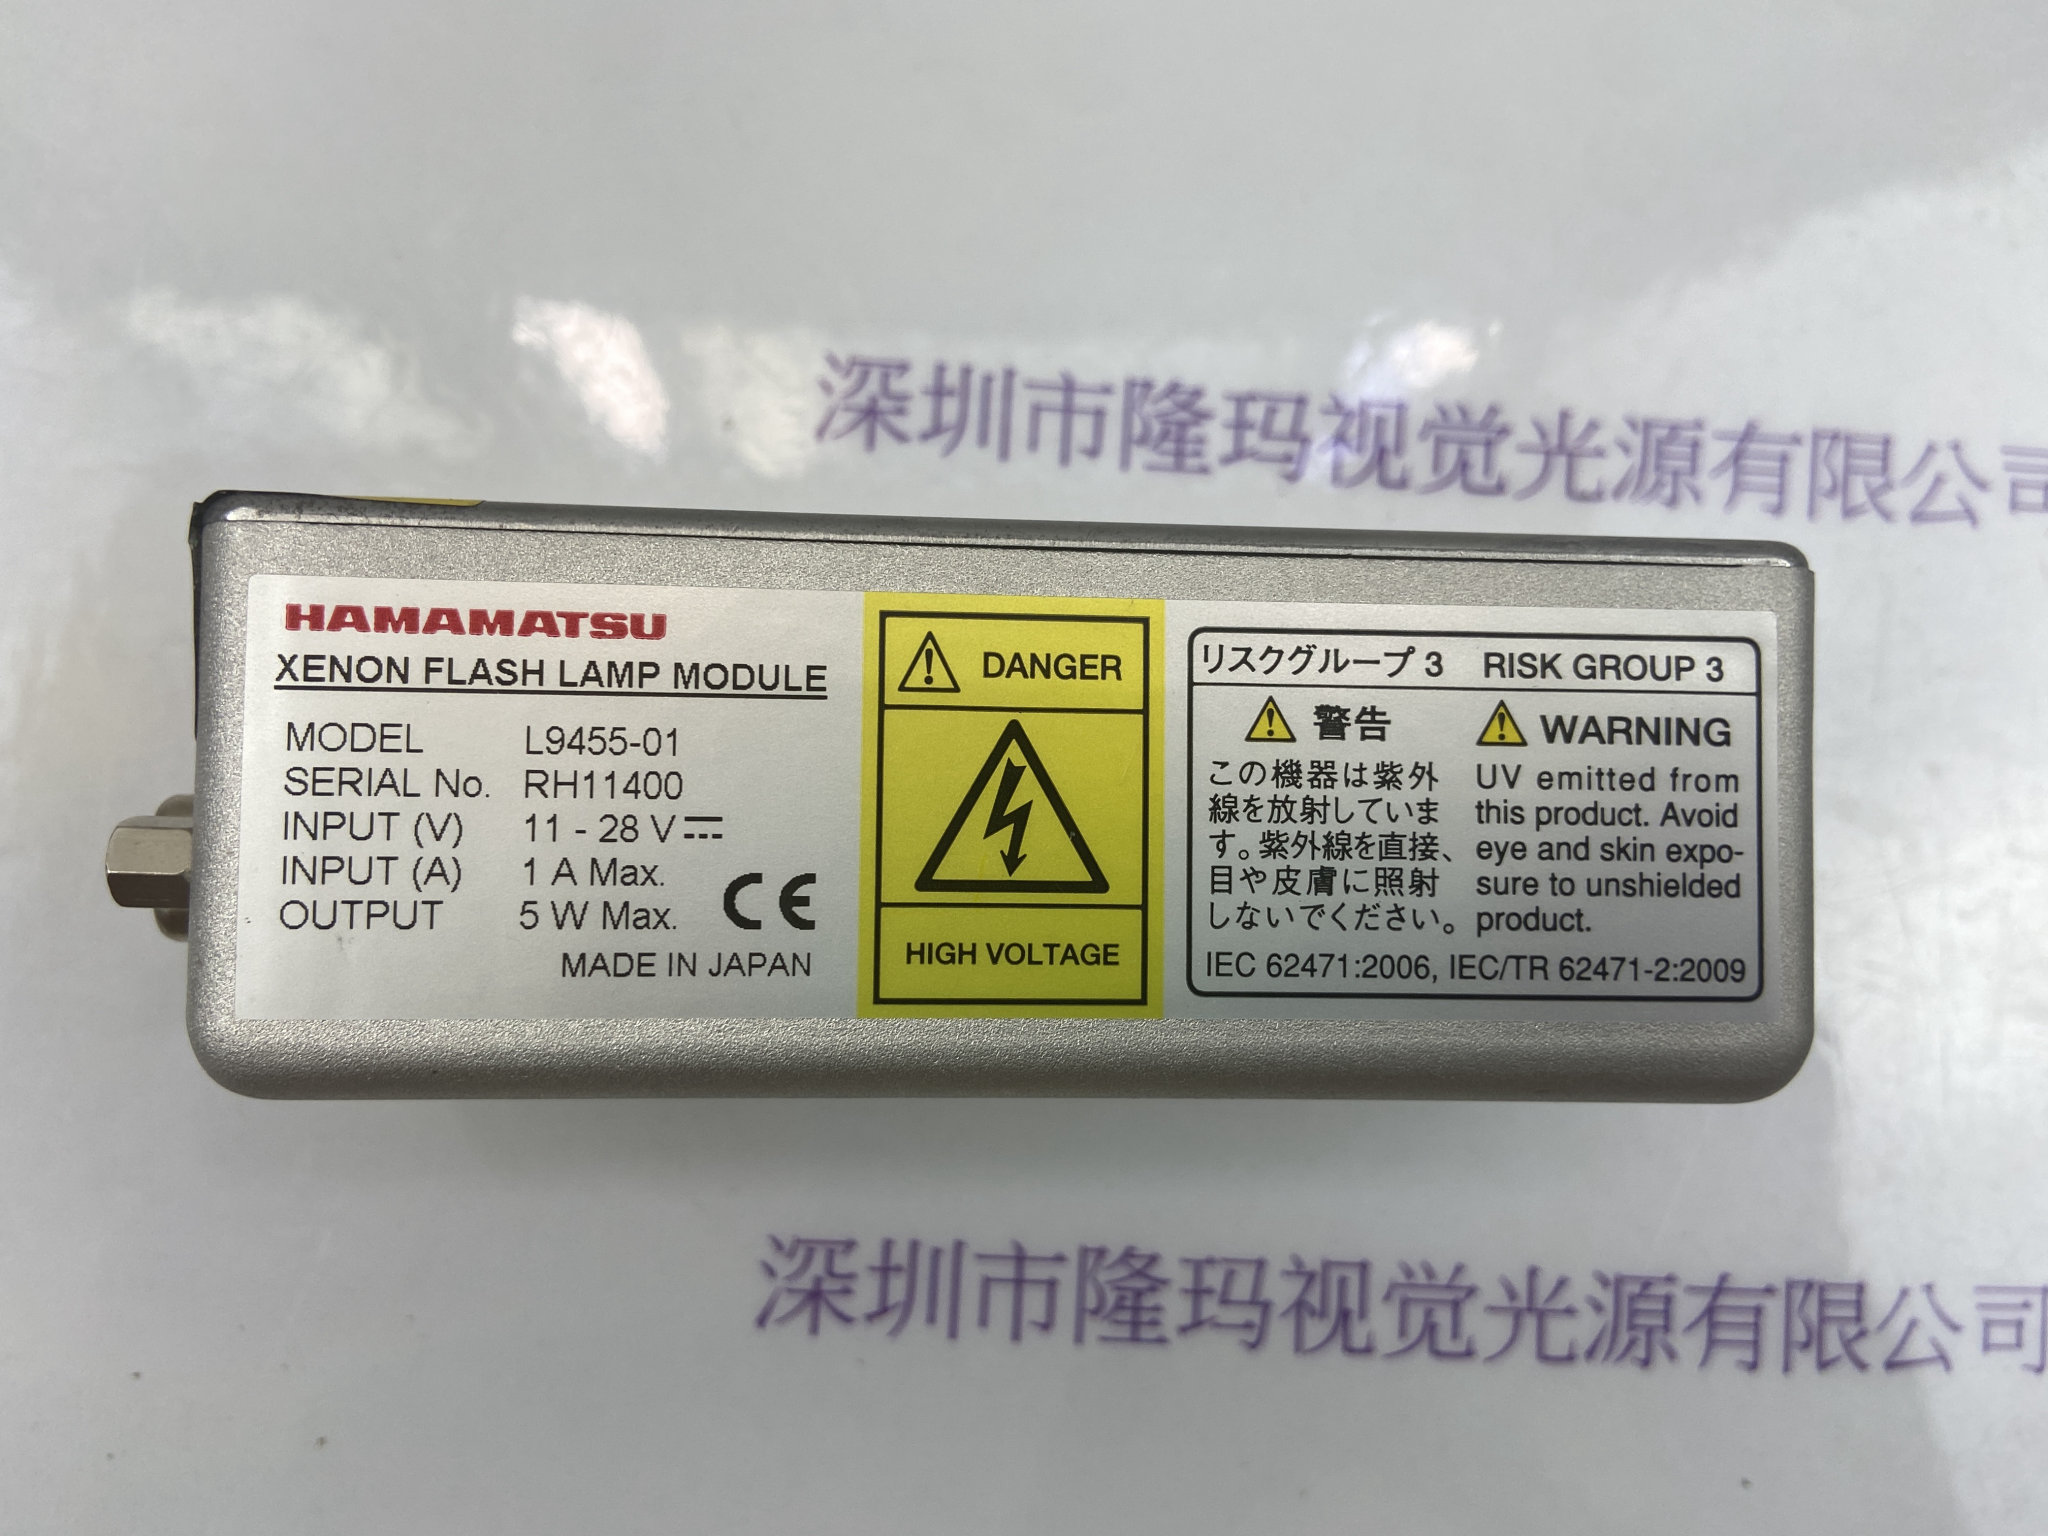 深圳市隆玛视觉光源有限公司
HAMAMATSU
XENON FLASH LAMP MODULE
MODEL L9455-01
SERIAL No. RH11400
INPUT (V) 11 - 28 V
INPUT (A) 1 A Max.
OUTPUT 5 W Max.
CE
MADE IN JAPAN
DANGER
HIGH VOLTAGE
リスクグループ 3 RISK GROUP 3
警告
この機器は紫外
線を放射していま
す。紫外線を直接、
目や皮膚に照射
しないでください。
WARNING
UV emitted from
this product. Avoid
eye and skin expo-
sure to unshielded
product.
IEC 62471:2006, IEC/TR 62471-2:2009
深圳市隆玛视觉光源有限公司